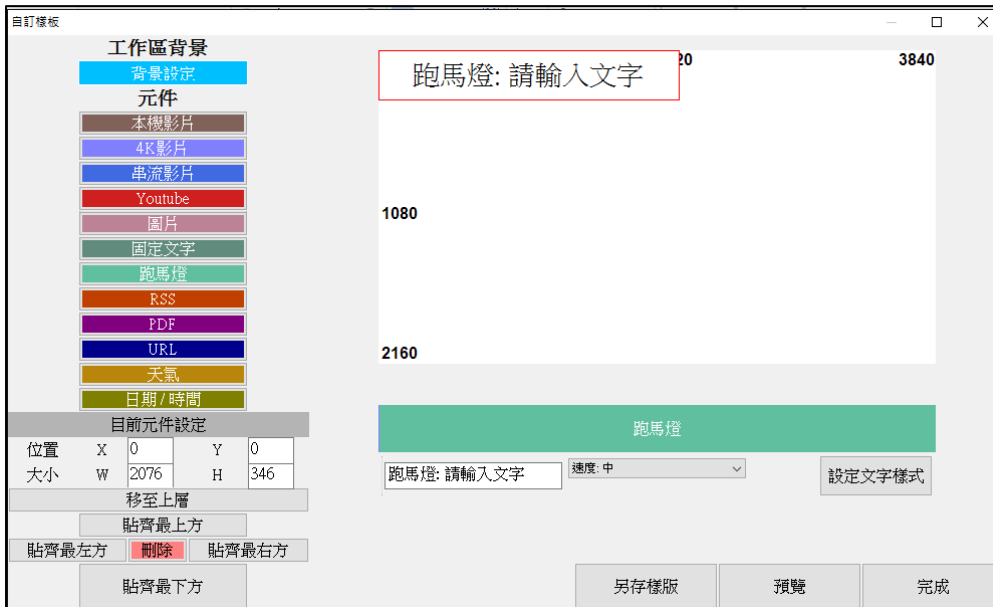 自訂樣板
工作區背景
背景設定
元件
本機影片
4K影片
串流影片
Youtube
圖片
固定文字
跑馬燈
RSS
PDF
URL
天氣
日期 / 時間
目前元件設定
位置 X 0 Y 0
大小 W 2076 H 346
移至上層
貼齊最上方
貼齊最左方 刪除 貼齊最右方
貼齊最下方
跑馬燈: 請輸入文字
20 3840
1080
2160
跑馬燈
跑馬燈: 請輸入文字 速度: 中 設定文字樣式
另存樣版 預覽 完成